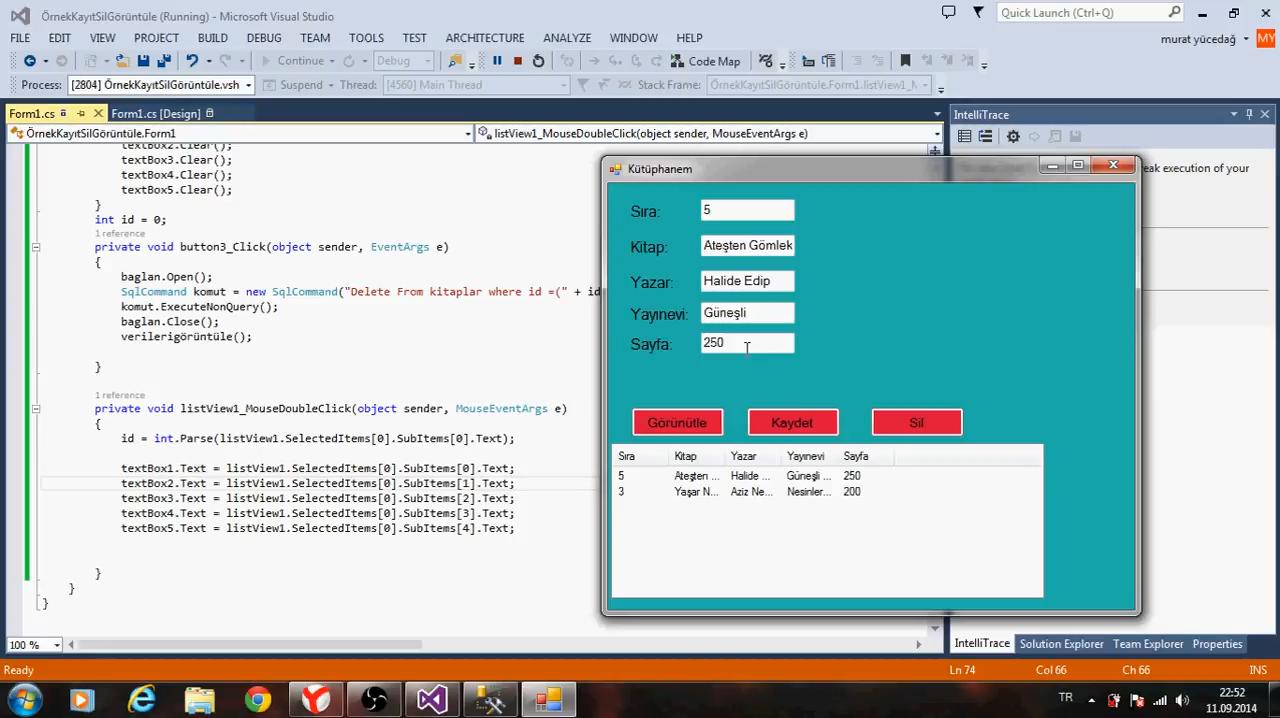 ÖrnekKayıtSilGörüntüle (Running) - Microsoft Visual Studio
Quick Launch (Ctrl+Q)
FILE EDIT VIEW PROJECT BUILD DEBUG TEAM TOOLS TEST ARCHITECTURE ANALYZE WINDOW HELP
murat yücedağ MY
Continue Debug Code Map
Process: [2804] ÖrnekKayıtSilGörüntüle.vsh Suspend Thread: [4560] Main Thread Stack Frame: ÖrnekKayıtSilGörüntüle.Form1.listView1_Mous
Form1.cs Form1.cs [Design]
IntelliTrace
ÖrnekKayıtSilGörüntüle.Form1 listView1_MouseDoubleClick(object sender, MouseEventArgs e)
textBox2.Clear();
textBox3.Clear();
textBox4.Clear();
textBox5.Clear();
}
int id = 0;
1 reference
private void button3_Click(object sender, EventArgs e)
{
baglan.Open();
SqlCommand komut = new SqlCommand("Delete From kitaplar where id =(" + id
komut.ExecuteNonQuery();
baglan.Close();
verilerigörüntüle();
}
1 reference
private void listView1_MouseDoubleClick(object sender, MouseEventArgs e)
{
id = int.Parse(listView1.SelectedItems[0].SubItems[0].Text);
textBox1.Text = listView1.SelectedItems[0].SubItems[0].Text;
textBox2.Text = listView1.SelectedItems[0].SubItems[1].Text;
textBox3.Text = listView1.SelectedItems[0].SubItems[2].Text;
textBox4.Text = listView1.SelectedItems[0].SubItems[3].Text;
textBox5.Text = listView1.SelectedItems[0].SubItems[4].Text;
}
}
}
Kütüphanem
Sıra: 5
Kitap: Ateşten Gömlek
Yazar: Halide Edip
Yayınevi: Güneşli
Sayfa: 250
Görünütle Kaydet Sil
Sıra Kitap Yazar Yayınevi Sayfa
5 Ateşten ... Halide ... Güneşli ... 250
3 Yaşar N... Aziz Ne... Nesinler... 200
eak execution of your
100 %
IntelliTrace Solution Explorer Team Explorer Properties
Ready Ln 74 Col 66 Ch 66 INS
TR
22:52
11.09.2014